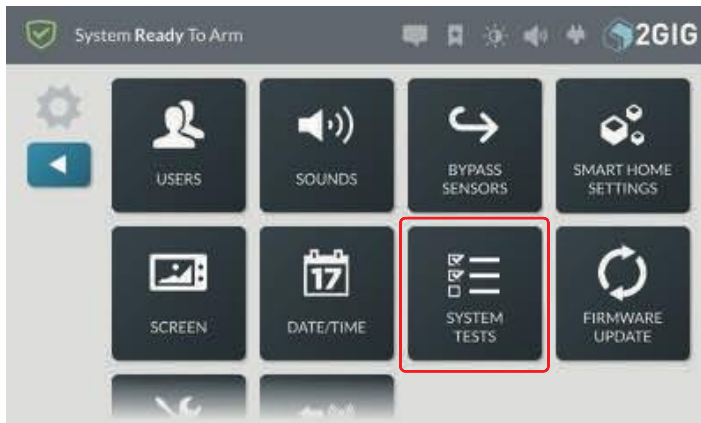 System Ready To Arm
2GIG
USERS
SOUNDS
BYPASS
SENSORS
SMART HOME
SETTINGS
SCREEN
17
DATE/TIME
SYSTEM
TESTS
FIRMWARE
UPDATE